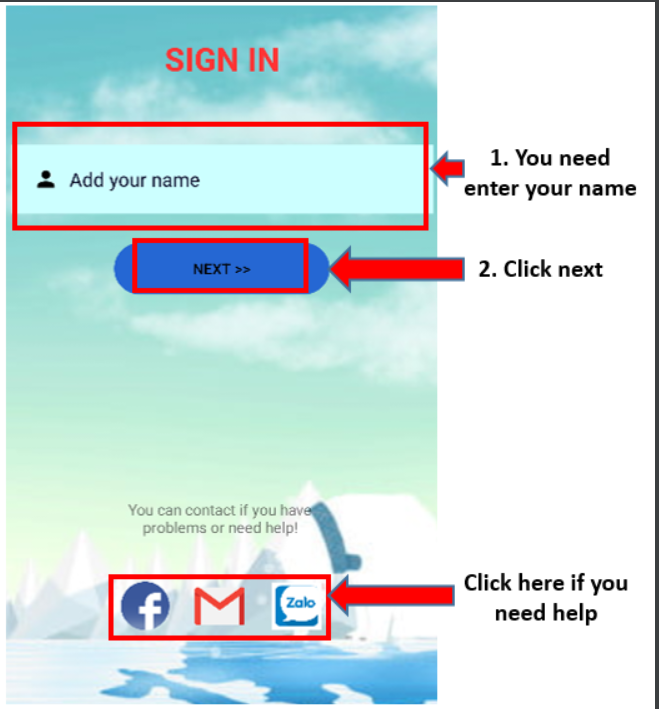 SIGN IN
Add your name
1. You need
enter your name
NEXT >>
2. Click next
You can contact if you have
problems or need help!
Zalo
Click here if you
need help